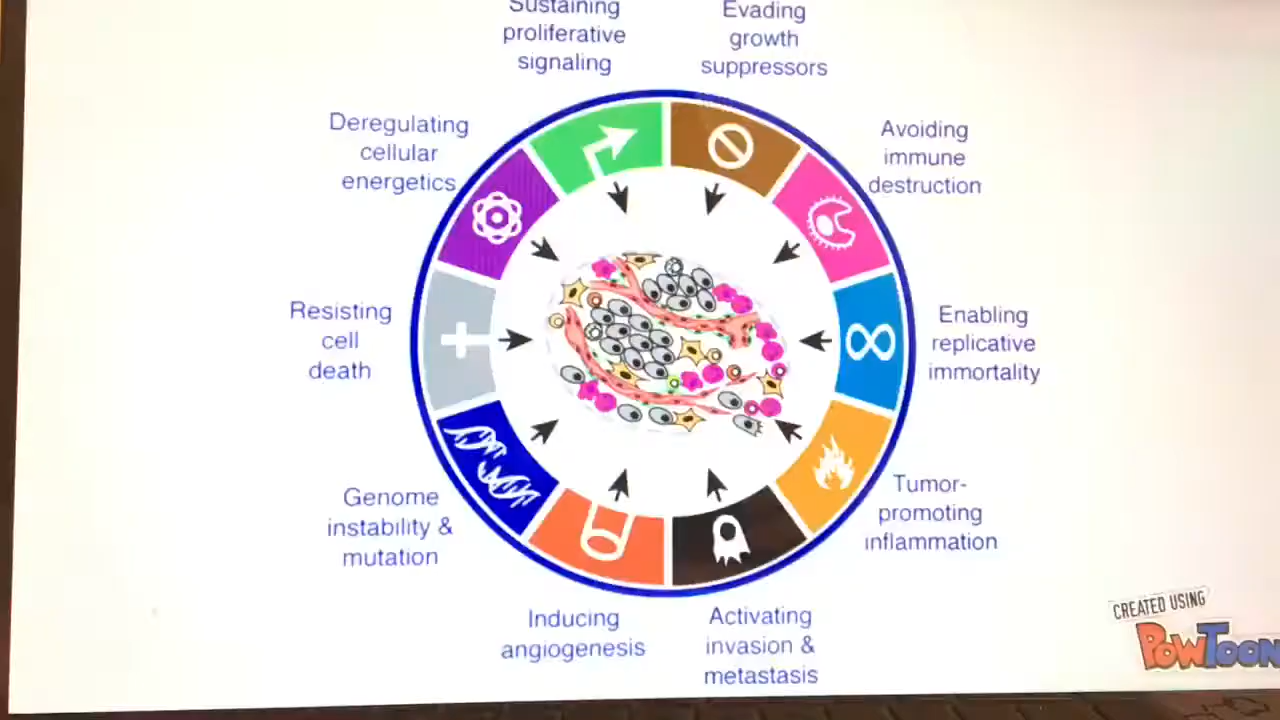 Sustaining
proliferative
signaling
Evading
growth
suppressors
Deregulating
cellular
energetics
Avoiding
immune
destruction
Resisting
cell
death
Enabling
replicative
immortality
Genome
instability &
mutation
Tumor-
promoting
inflammation
Inducing
angiogenesis
Activating
invasion &
metastasis
CREATED USING
POWTOON